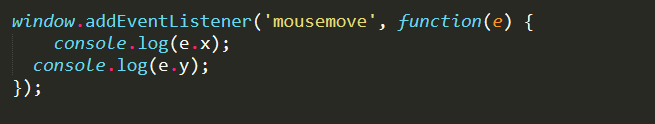 window.addEventListener('mousemove', function(e) {
    console.log(e.x);
  console.log(e.y);
});